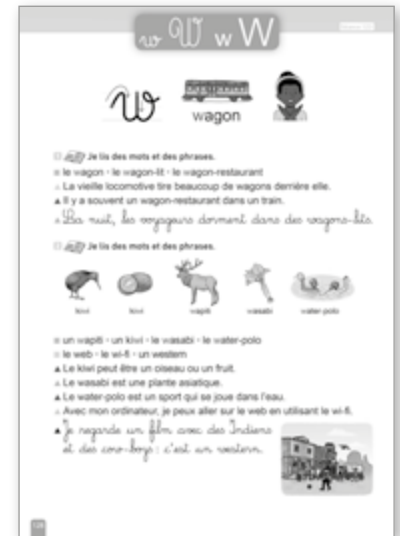 w W w W
w
wagon
Je lis des mots et des phrases.
le wagon • le wagon-lit • le wagon-restaurant
La vieille locomotive tire beaucoup de wagons derrière elle.
Il y a souvent un wagon-restaurant dans un train.
La nuit, les voyageurs dorment dans des wagons-lits.
Je lis des mots et des phrases.
kiwi kiwi wapiti wasabi water-polo
un wapiti • un kiwi • le wasabi • le water-polo
le web • le wi-fi • un western
Le kiwi peut être un oiseau ou un fruit.
Le wasabi est une plante asiatique.
Le water-polo est un sport qui se joue dans l'eau.
Avec mon ordinateur, je peux aller sur le web en utilisant le wi-fi.
Je regarde un film avec des Indiens
et des cow-boys : c'est un western.